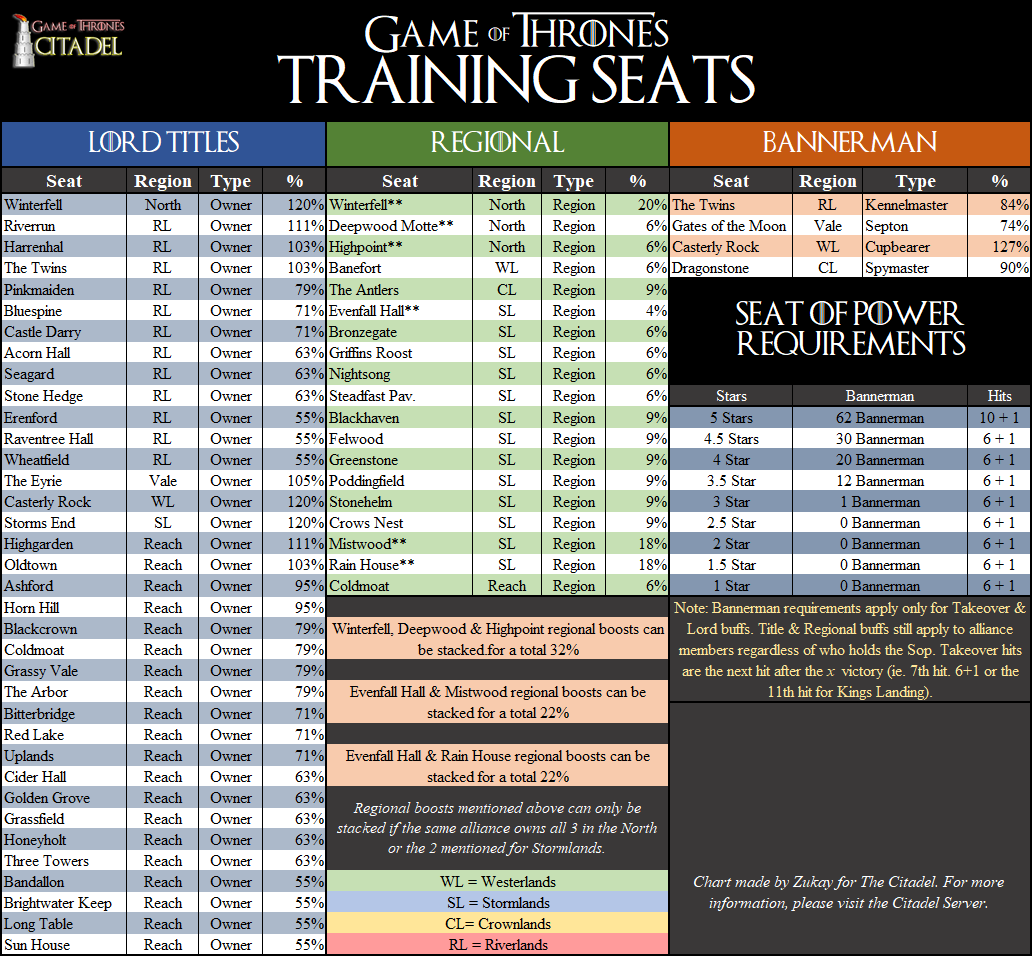 GAME OF THRONES
CITADEL
GAME OF THRONES
TRAINING SEATS
LORD TITLES
Seat Region Type %
Winterfell North Owner 120%
Riverrun RL Owner 111%
Harrenhal RL Owner 103%
The Twins RL Owner 103%
Pinkmaiden RL Owner 79%
Bluespine RL Owner 71%
Castle Darry RL Owner 71%
Acorn Hall RL Owner 63%
Seagard RL Owner 63%
Stone Hedge RL Owner 63%
Erenford RL Owner 55%
Raventree Hall RL Owner 55%
Wheatfield RL Owner 55%
The Eyrie Vale Owner 105%
Casterly Rock WL Owner 120%
Storms End SL Owner 120%
Highgarden Reach Owner 111%
Oldtown Reach Owner 103%
Ashford Reach Owner 95%
Horn Hill Reach Owner 95%
Blackcrown Reach Owner 79%
Coldmoat Reach Owner 79%
Grassy Vale Reach Owner 79%
The Arbor Reach Owner 79%
Bitterbridge Reach Owner 71%
Red Lake Reach Owner 71%
Uplands Reach Owner 71%
Cider Hall Reach Owner 63%
Golden Grove Reach Owner 63%
Grassfield Reach Owner 63%
Honeyholt Reach Owner 63%
Three Towers Reach Owner 63%
Bandallon Reach Owner 55%
Brightwater Keep Reach Owner 55%
Long Table Reach Owner 55%
Sun House Reach Owner 55%
REGIONAL
Seat Region Type %
Winterfell** North Region 20%
Deepwood Motte** North Region 6%
Highpoint** North Region 6%
Banefort WL Region 6%
The Antlers CL Region 9%
Evenfall Hall** SL Region 4%
Bronzegate SL Region 6%
Griffins Roost SL Region 6%
Nightsong SL Region 6%
Steadfast Pav. SL Region 6%
Blackhaven SL Region 9%
Felwood SL Region 9%
Greenstone SL Region 9%
Poddingfield SL Region 9%
Stonehelm SL Region 9%
Crows Nest SL Region 9%
Mistwood** SL Region 18%
Rain House** SL Region 18%
Coldmoat Reach Region 6%
Winterfell, Deepwood & Highpoint regional boosts can
be stacked.for a total 32%
Evenfall Hall & Mistwood regional boosts can be
stacked for a total 22%
Evenfall Hall & Rain House regional boosts can be
stacked for a total 22%
Regional boosts mentioned above can only be
stacked if the same alliance owns all 3 in the North
or the 2 mentioned for Stormlands.
WL = Westerlands
SL = Stormlands
CL= Crownlands
RL = Riverlands
BANNERMAN
Seat Region Type %
The Twins RL Kennelmaster 84%
Gates of the Moon Vale Septon 74%
Casterly Rock WL Cupbearer 127%
Dragonstone CL Spymaster 90%
SEAT OF POWER
REQUIREMENTS
Stars Bannerman Hits
5 Stars 62 Bannerman 10 + 1
4.5 Stars 30 Bannerman 6 + 1
4 Star 20 Bannerman 6 + 1
3.5 Star 12 Bannerman 6 + 1
3 Star 1 Bannerman 6 + 1
2.5 Star 0 Bannerman 6 + 1
2 Star 0 Bannerman 6 + 1
1.5 Star 0 Bannerman 6 + 1
1 Star 0 Bannerman 6 + 1
Note: Bannerman requirements apply only for Takeover &
Lord buffs. Title & Regional buffs still apply to alliance
members regardless of who holds the Sop. Takeover hits
are the next hit after the x victory (ie. 7th hit. 6+1 or the
11th hit for Kings Landing).
Chart made by Zukay for The Citadel. For more
information, please visit the Citadel Server.